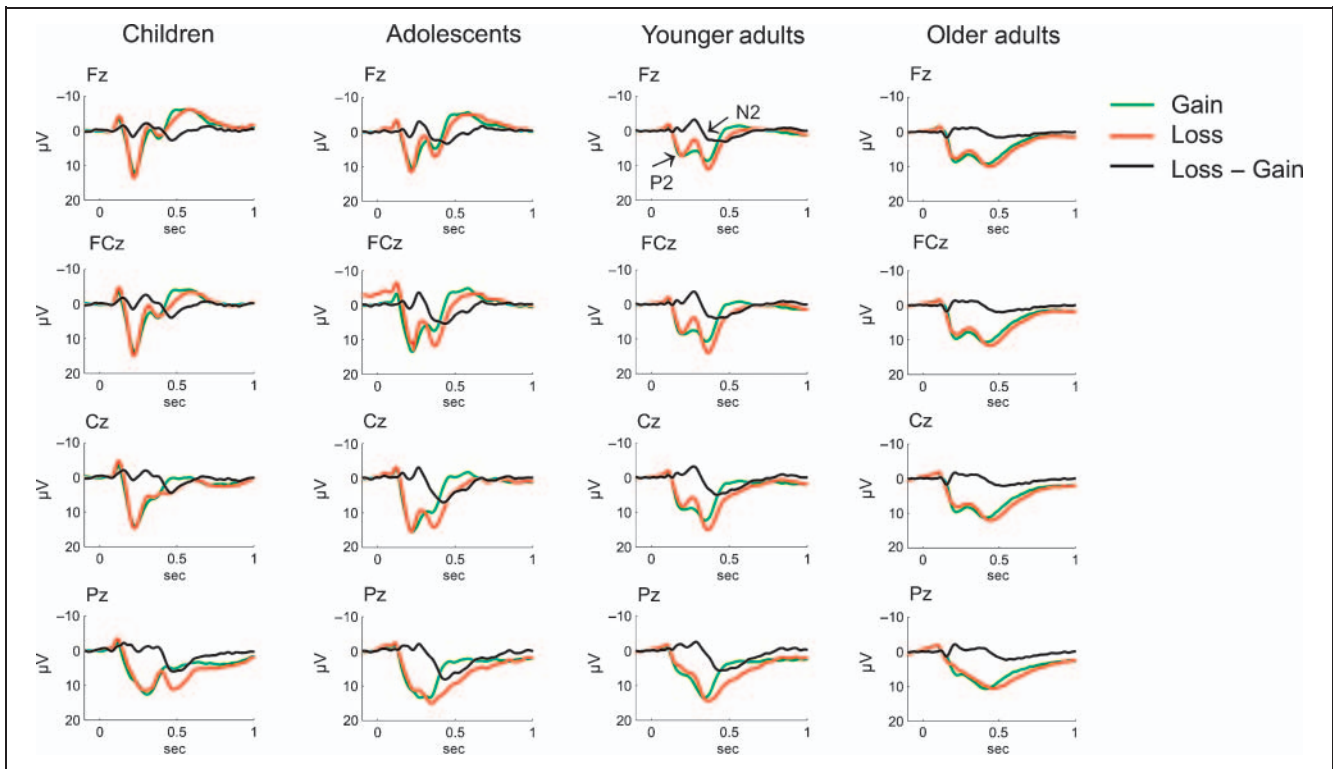 Children Adolescents Younger adults Older adults
Fz Fz Fz Fz
−10 −10 −10 −10
0 0 0 0
10 10 10 10
20 20 20 20
µV µV µV µV
N2
P2
0 0.5 1 0 0.5 1 0 0.5 1 0 0.5 1
sec sec sec sec
Gain
Loss
Loss – Gain
FCz FCz FCz FCz
−10 −10 −10 −10
0 0 0 0
10 10 10 10
20 20 20 20
µV µV µV µV
0 0.5 1 0 0.5 1 0 0.5 1 0 0.5 1
sec sec sec sec
Cz Cz Cz Cz
−10 −10 −10 −10
0 0 0 0
10 10 10 10
20 20 20 20
µV µV µV µV
0 0.5 1 0 0.5 1 0 0.5 1 0 0.5 1
sec sec sec sec
Pz Pz Pz Pz
−10 −10 −10 −10
0 0 0 0
10 10 10 10
20 20 20 20
µV µV µV µV
0 0.5 1 0 0.5 1 0 0.5 1 0 0.5 1
sec sec sec sec